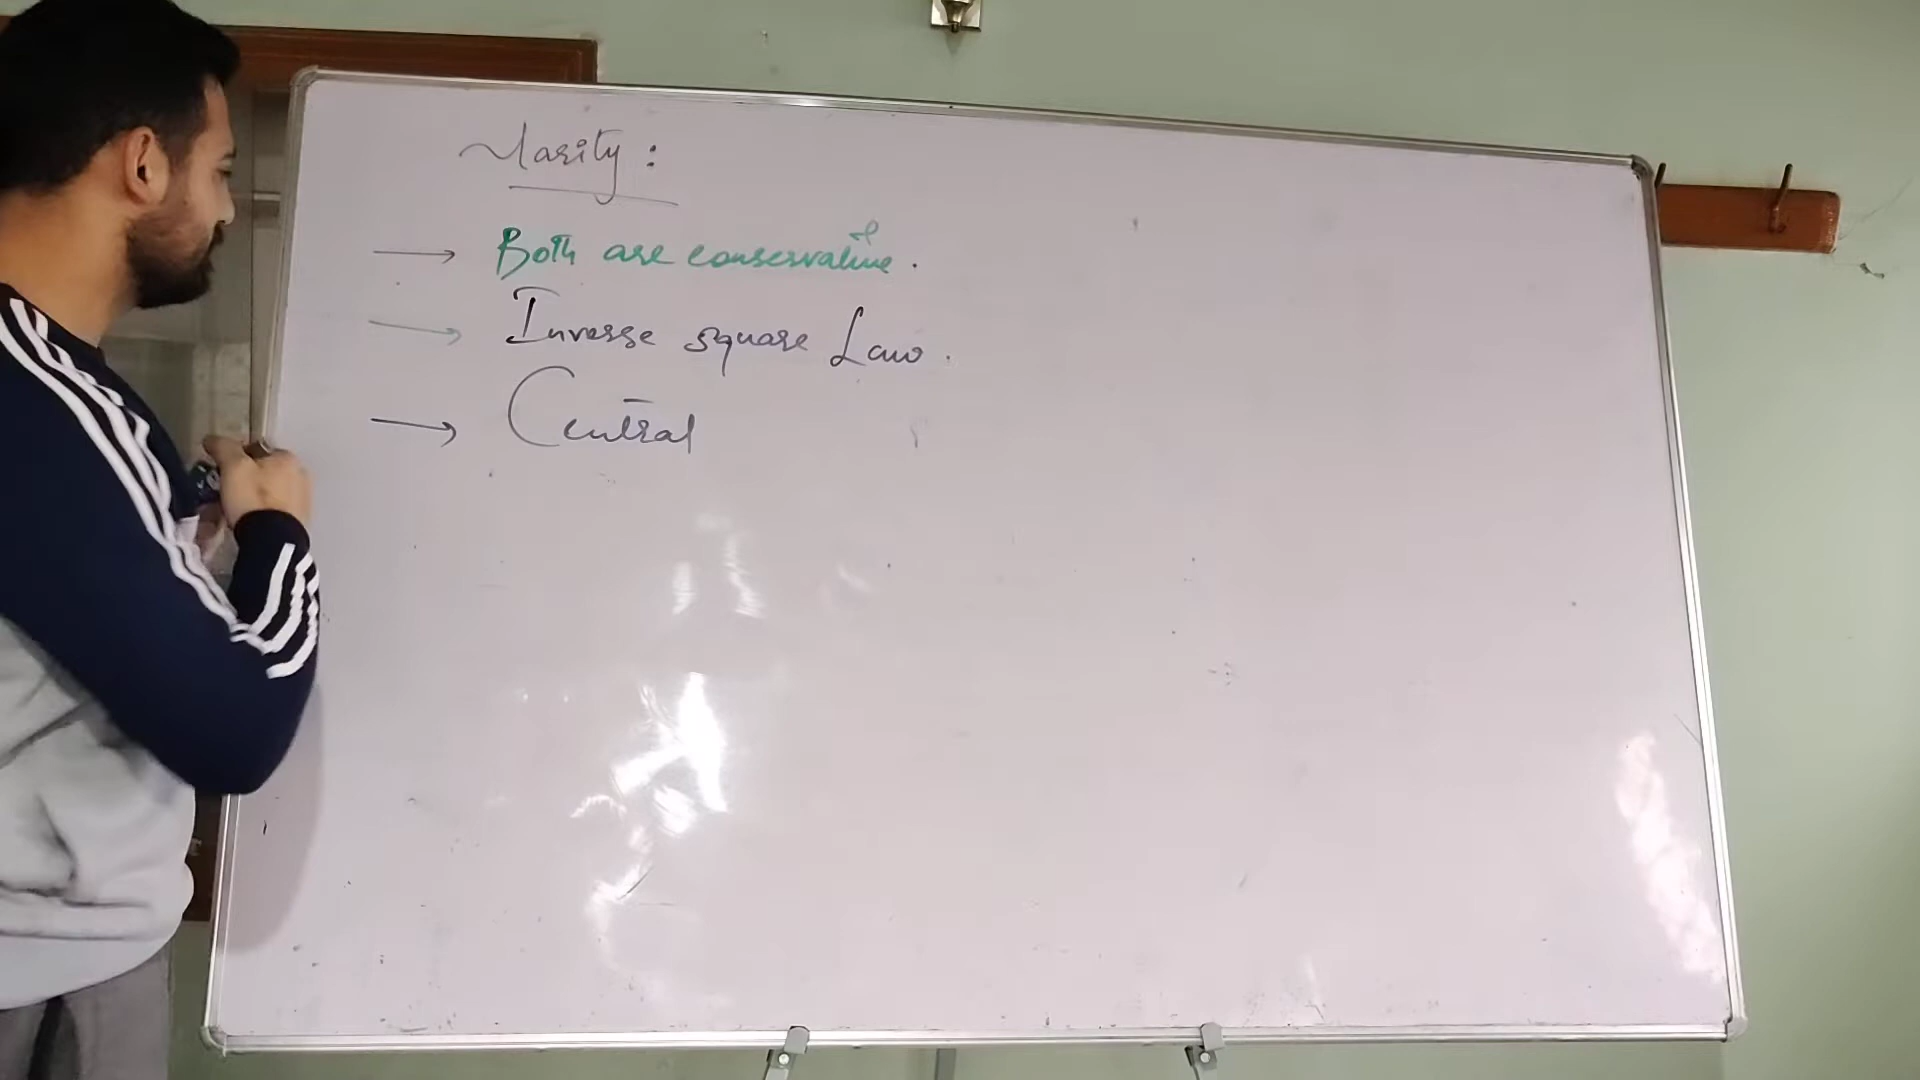 ~larity :
Both are conservative.
Inverse square Law.
Central